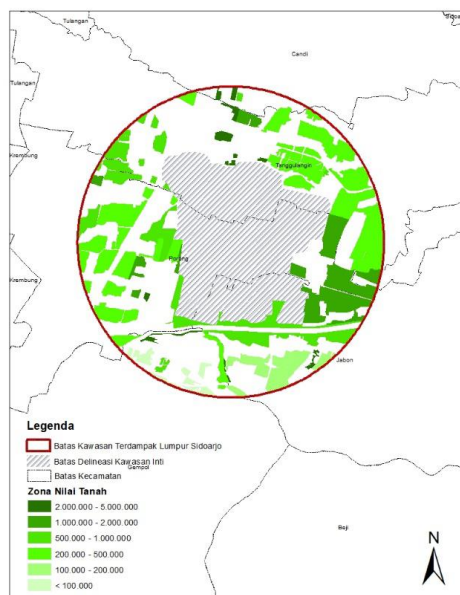 Tulangan
Sidoa
Candi
Tulangan
Krembung
Tanggulangin
Porong
Krembung
Jabon
Legenda
Batas Kawasan Terdampak Lumpur Sidoarjo
Batas Delineasi Kawasan Inti
Gempol
Batas Kecamatan
Zona Nilai Tanah
2.000.000 - 5.000.000
1.000.000 - 2.000.000
500.000 - 1.000.000
200.000 - 500.000
100.000 - 200.000
< 100.000
Beji
N